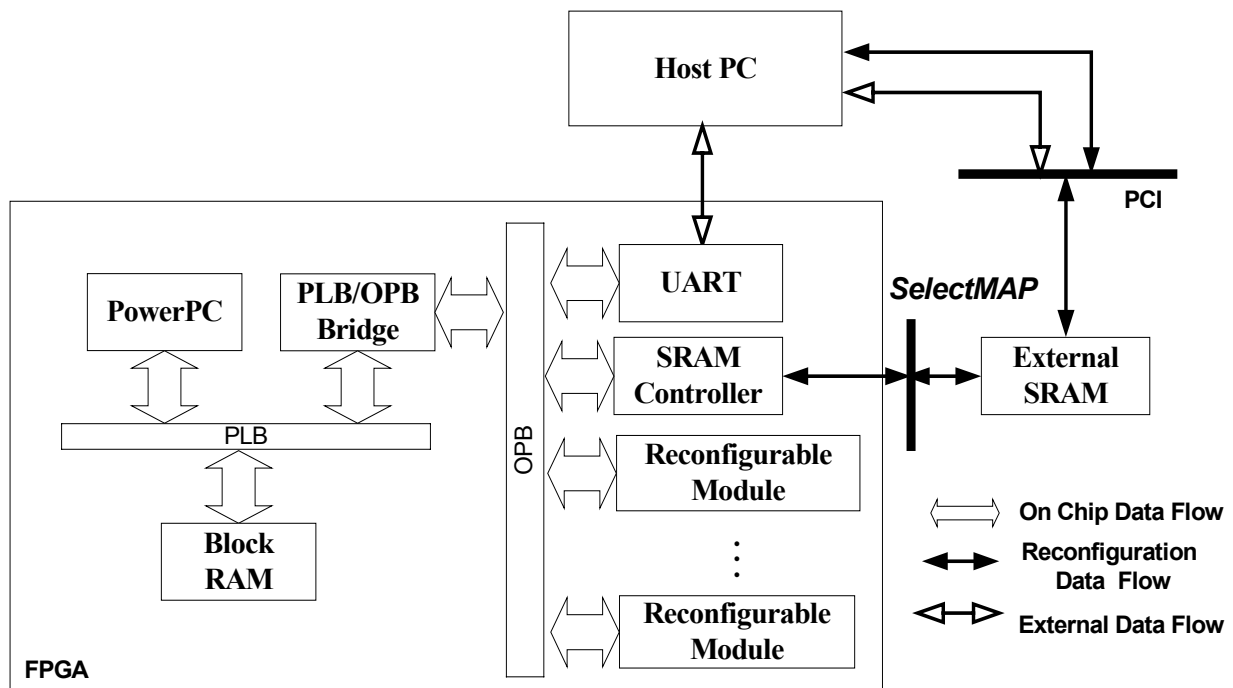 Host PC
PCI
PowerPC
PLB/OPB
Bridge
UART
SelectMAP
SRAM
Controller
External
SRAM
PLB
OPB
Reconfigurable
Module
Block
RAM
Reconfigurable
Module
On Chip Data Flow
Reconfiguration
Data Flow
External Data Flow
FPGA